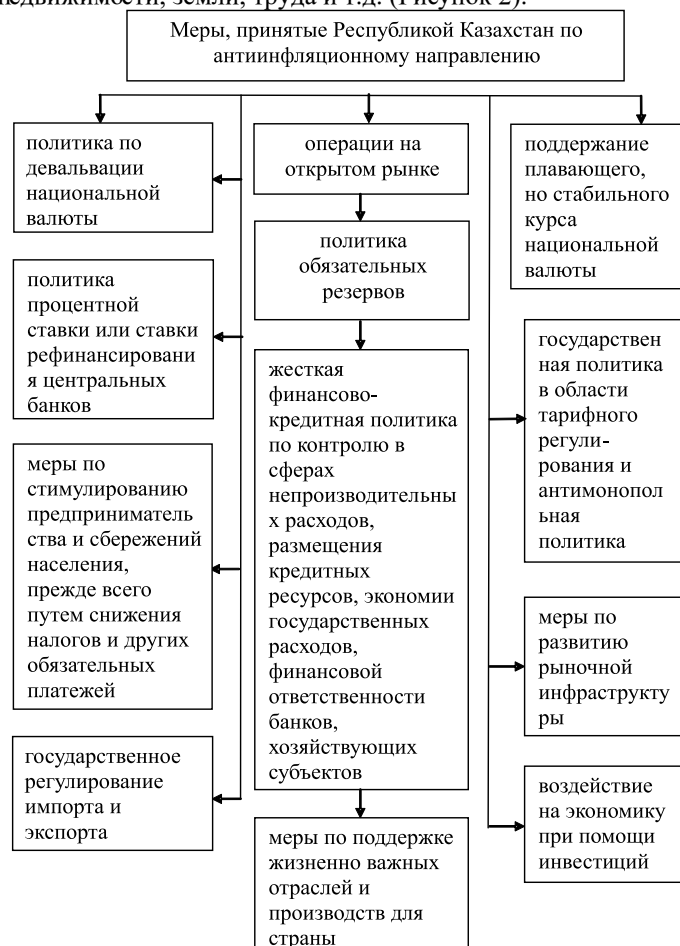 недвижимости, земли, труда и т.д. (Рисунок 2).
Меры, принятые Республикой Казахстан по
антиинфляционному направлению
политика по
девальвации
национальной
валюты
политика
процентной
ставки или ставки
рефинансировани
я центральных
банков
меры по
стимулированию
предприниматель
ства и сбережений
населения,
прежде всего
путем снижения
налогов и других
обязательных
платежей
государственное
регулирование
импорта и
экспорта
операции на
открытом рынке
политика
обязательных
резервов
жесткая
финансово-
кредитная политика
по контролю в
сферах
непроизводительны
х расходов,
размещения
кредитных
ресурсов, экономии
государственных
расходов,
финансовой
ответственности
банков,
хозяйствующих
субъектов
меры по поддержке
жизненно важных
отраслей и
производств для
страны
поддержание
плавающего,
но стабильного
курса
национальной
валюты
государствен
ная политика
в области
тарифного
регули-
рования и
антимонопол
ьная
политика
меры по
развитию
рыночной
инфраструкту
ры
воздействие
на экономику
при помощи
инвестиций